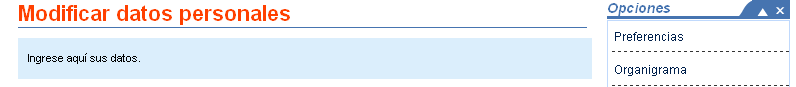 Modificar datos personales
Ingrese aquí sus datos.
Opciones
Preferencias
Organigrama